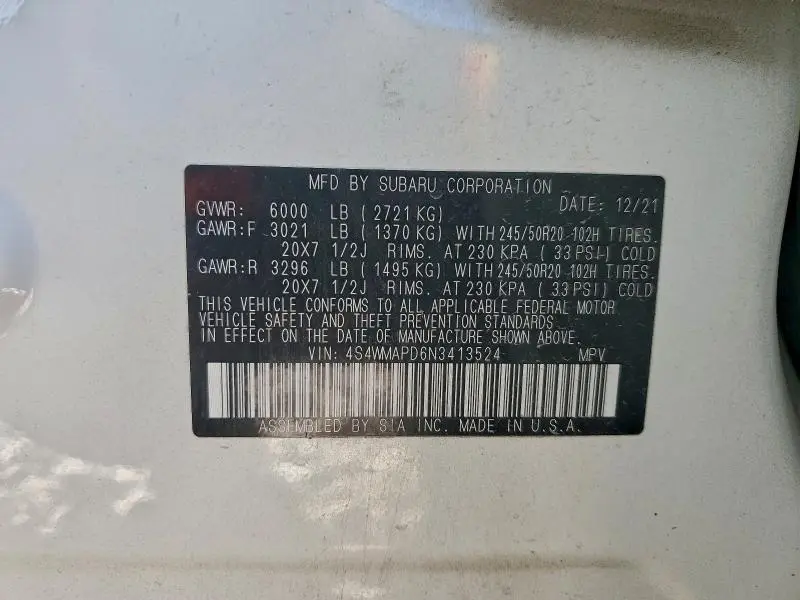 MFD BY SUBARU CORPORATION
DATE: 12/21
GVWR: 6000 LB ( 2721 KG)
GAWR:F 3021 LB ( 1370 KG) WITH 245/50R20 102H TIRES.
20X7 1/2J RIMS. AT 230 KPA ( 33 PSI) COLD
GAWR:R 3296 LB ( 1495 KG) WITH 245/50R20 102H TIRES.
20X7 1/2J RIMS. AT 230 KPA ( 33 PSI) COLD
THIS VEHICLE CONFORMS TO ALL APPLICABLE FEDERAL MOTOR
VEHICLE SAFETY AND THEFT PREVENTION STANDARDS
IN EFFECT ON THE DATE OF MANUFACTURE SHOWN ABOVE.
VIN: 4S4WMAPD6N3413524 MPV
ASSEMBLED BY SIA INC. MADE IN U.S.A.